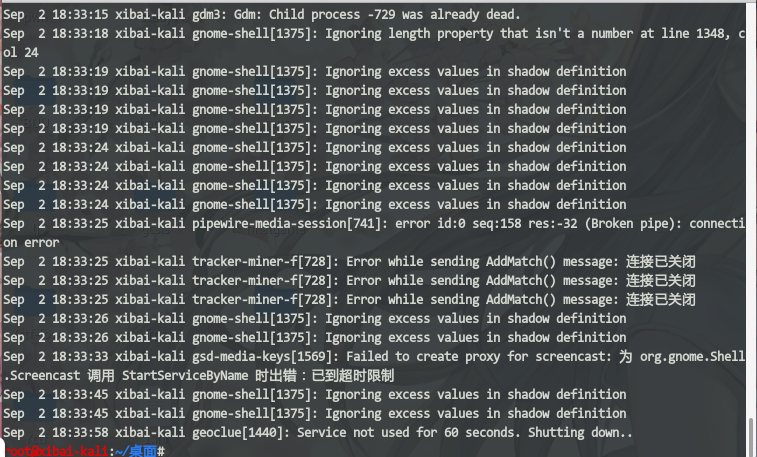 Sep  2 18:33:15 xibai-kali gdm3: Gdm: Child process -729 was already dead.
Sep  2 18:33:18 xibai-kali gnome-shell[1375]: Ignoring length property that isn't a number at line 1348, c
ol 24
Sep  2 18:33:19 xibai-kali gnome-shell[1375]: Ignoring excess values in shadow definition
Sep  2 18:33:19 xibai-kali gnome-shell[1375]: Ignoring excess values in shadow definition
Sep  2 18:33:19 xibai-kali gnome-shell[1375]: Ignoring excess values in shadow definition
Sep  2 18:33:19 xibai-kali gnome-shell[1375]: Ignoring excess values in shadow definition
Sep  2 18:33:24 xibai-kali gnome-shell[1375]: Ignoring excess values in shadow definition
Sep  2 18:33:24 xibai-kali gnome-shell[1375]: Ignoring excess values in shadow definition
Sep  2 18:33:24 xibai-kali gnome-shell[1375]: Ignoring excess values in shadow definition
Sep  2 18:33:24 xibai-kali gnome-shell[1375]: Ignoring excess values in shadow definition
Sep  2 18:33:25 xibai-kali pipewire-media-session[741]: error id:0 seq:158 res:-32 (Broken pipe): connecti
on error
Sep  2 18:33:25 xibai-kali tracker-miner-f[728]: Error while sending AddMatch() message: 连接已关闭
Sep  2 18:33:25 xibai-kali tracker-miner-f[728]: Error while sending AddMatch() message: 连接已关闭
Sep  2 18:33:25 xibai-kali tracker-miner-f[728]: Error while sending AddMatch() message: 连接已关闭
Sep  2 18:33:26 xibai-kali gnome-shell[1375]: Ignoring excess values in shadow definition
Sep  2 18:33:26 xibai-kali gnome-shell[1375]: Ignoring excess values in shadow definition
Sep  2 18:33:33 xibai-kali gsd-media-keys[1569]: Failed to create proxy for screencast: 为 org.gnome.Shell
.Screencast 调用 StartServiceByName 时出错：已到超时限制
Sep  2 18:33:45 xibai-kali gnome-shell[1375]: Ignoring excess values in shadow definition
Sep  2 18:33:45 xibai-kali gnome-shell[1375]: Ignoring excess values in shadow definition
Sep  2 18:33:58 xibai-kali geoclue[1440]: Service not used for 60 seconds. Shutting down..
root@xibai-kali:~/桌面#